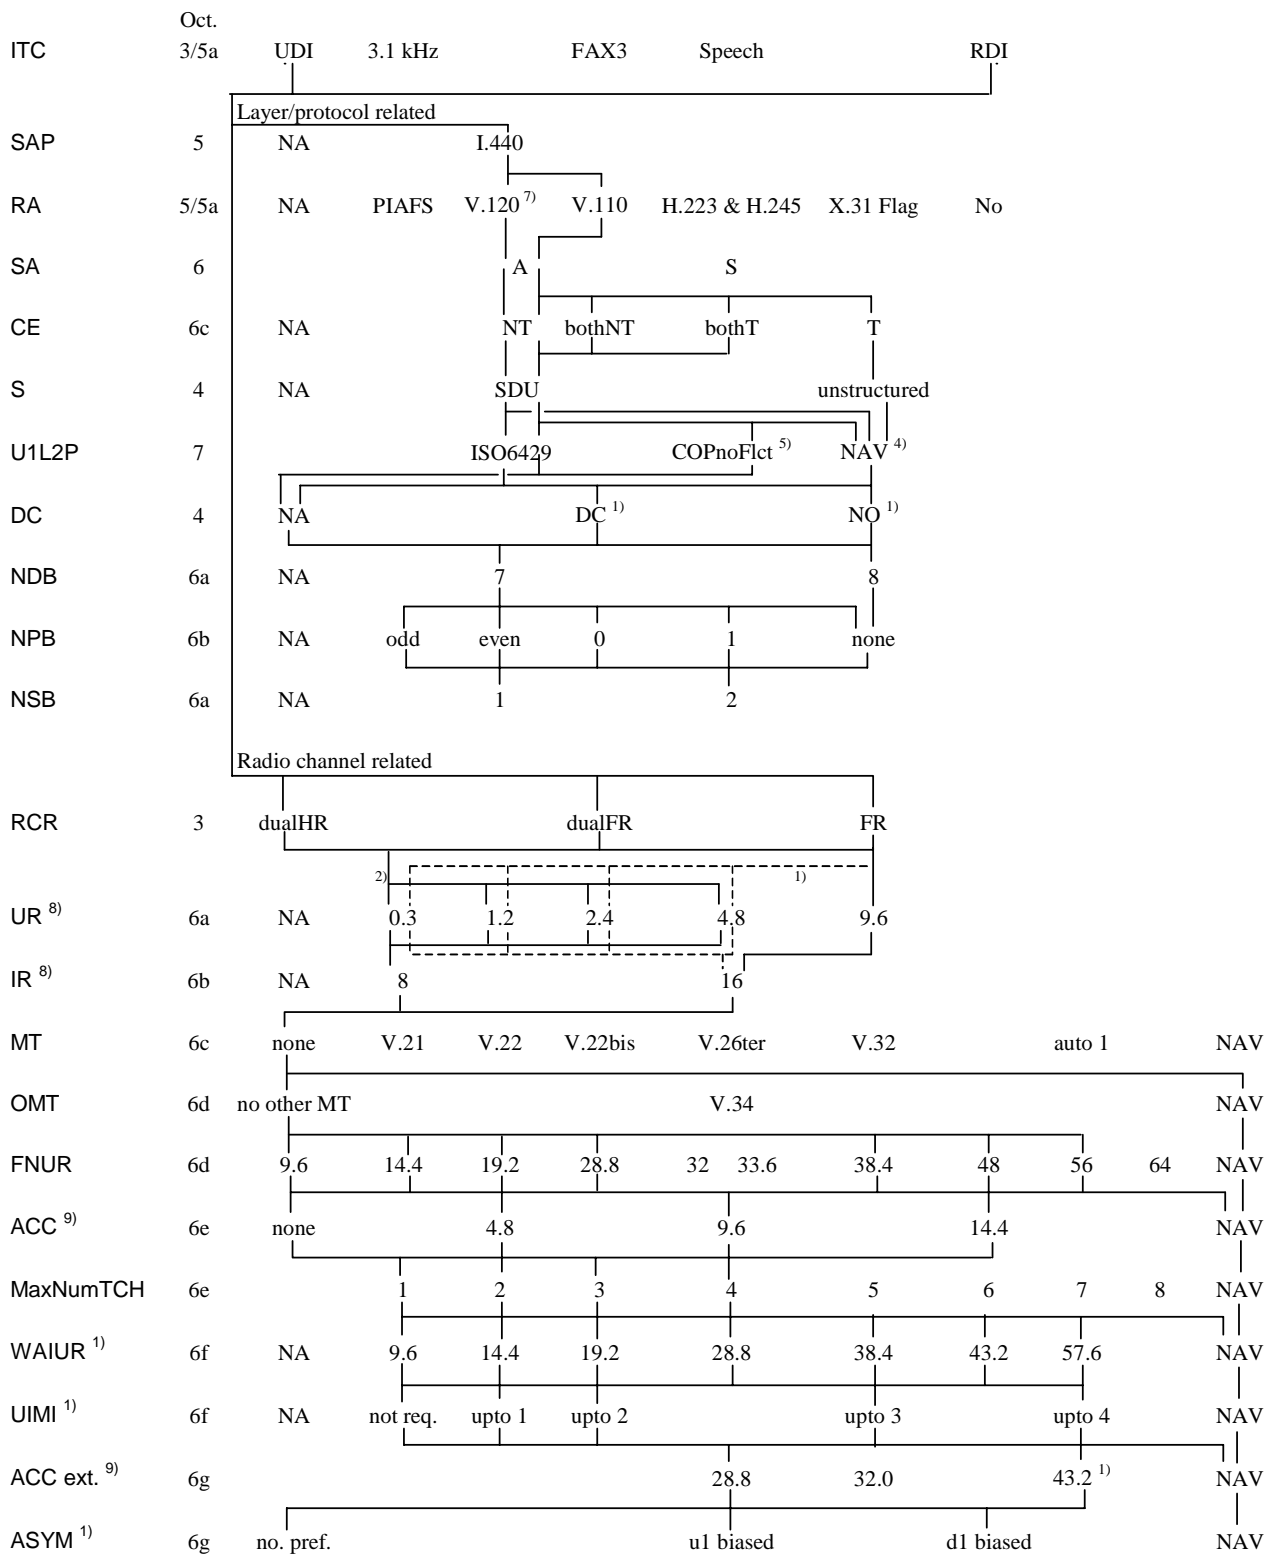 Oct.
ITC 3/5a UDI 3.1 kHz FAX3 Speech RDI
Layer/protocol related
SAP 5 NA I.440
RA 5/5a NA PIAFS V.120 7) V.110 H.223 & H.245 X.31 Flag No
SA 6 A S
CE 6c NA NT bothNT bothT T
S 4 NA SDU unstructured
U1L2P 7 ISO6429 COPnoFlct 5) NAV 4)
DC 4 NA DC 1) NO 1)
NDB 6a NA 7 8
NPB 6b NA odd even 0 1 none
NSB 6a NA 1 2
Radio channel related
RCR 3 dualHR dualFR FR
2) 1)
UR 8) 6a NA 0.3 1.2 2.4 4.8 9.6
IR 8) 6b NA 8 16
MT 6c none V.21 V.22 V.22bis V.26ter V.32 auto 1 NAV
OMT 6d no other MT V.34 NAV
FNUR 6d 9.6 14.4 19.2 28.8 32 33.6 38.4 48 56 64 NAV
ACC 9) 6e none 4.8 9.6 14.4 NAV
MaxNumTCH 6e 1 2 3 4 5 6 7 8 NAV
WAIUR 1) 6f NA 9.6 14.4 19.2 28.8 38.4 43.2 57.6 NAV
UIMI 1) 6f NA not req. upto 1 upto 2 upto 3 upto 4 NAV
ACC ext. 9) 6g 28.8 32.0 43.2 1) NAV
ASYM 1) 6g no. pref. u1 biased d1 biased NAV